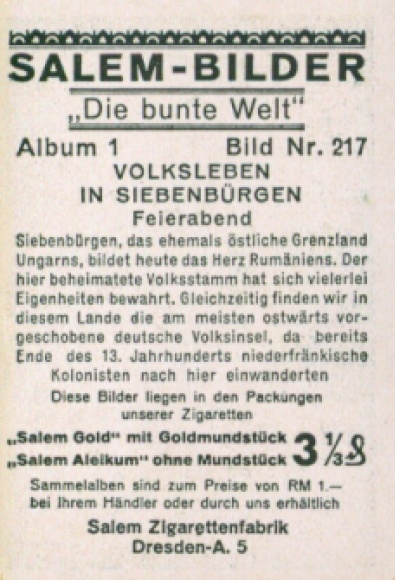 SALEM-BILDER
„Die bunte Welt“
Album 1 Bild Nr. 217
VOLKSLEBEN
IN SIEBENBÜRGEN
Feierabend
Siebenbürgen, das ehemals östliche Grenzland
Ungarns, bildet heute das Herz Rumäniens. Der
hier beheimatete Volksstamm hat sich vielerlei
Eigenheiten bewahrt. Gleichzeitig finden wir in
diesem Lande die am meisten ostwärts vor-
geschobene deutsche Volksinsel, da bereits
Ende des 13. Jahrhunderts niederfränkische
Kolonisten nach hier einwanderten
Diese Bilder liegen in den Packungen
unserer Zigaretten
„Salem Gold“ mit Goldmundstück
„Salem Aleikum“ ohne Mundstück 3 1/3 ₰
Sammelalben sind zum Preise von RM 1.—
bei Ihrem Händler oder durch uns erhältlich
Salem Zigarettenfabrik
Dresden-A. 5